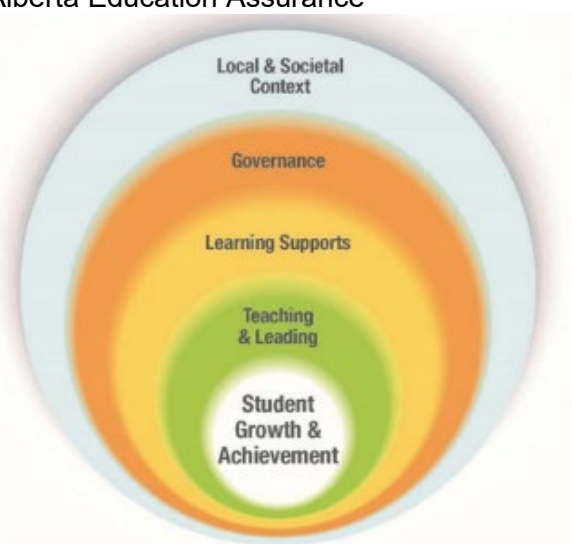 Alberta Education Assurance
Local & Societal
Context
Governance
Learning Supports
Teaching
& Leading
Student
Growth &
Achievement